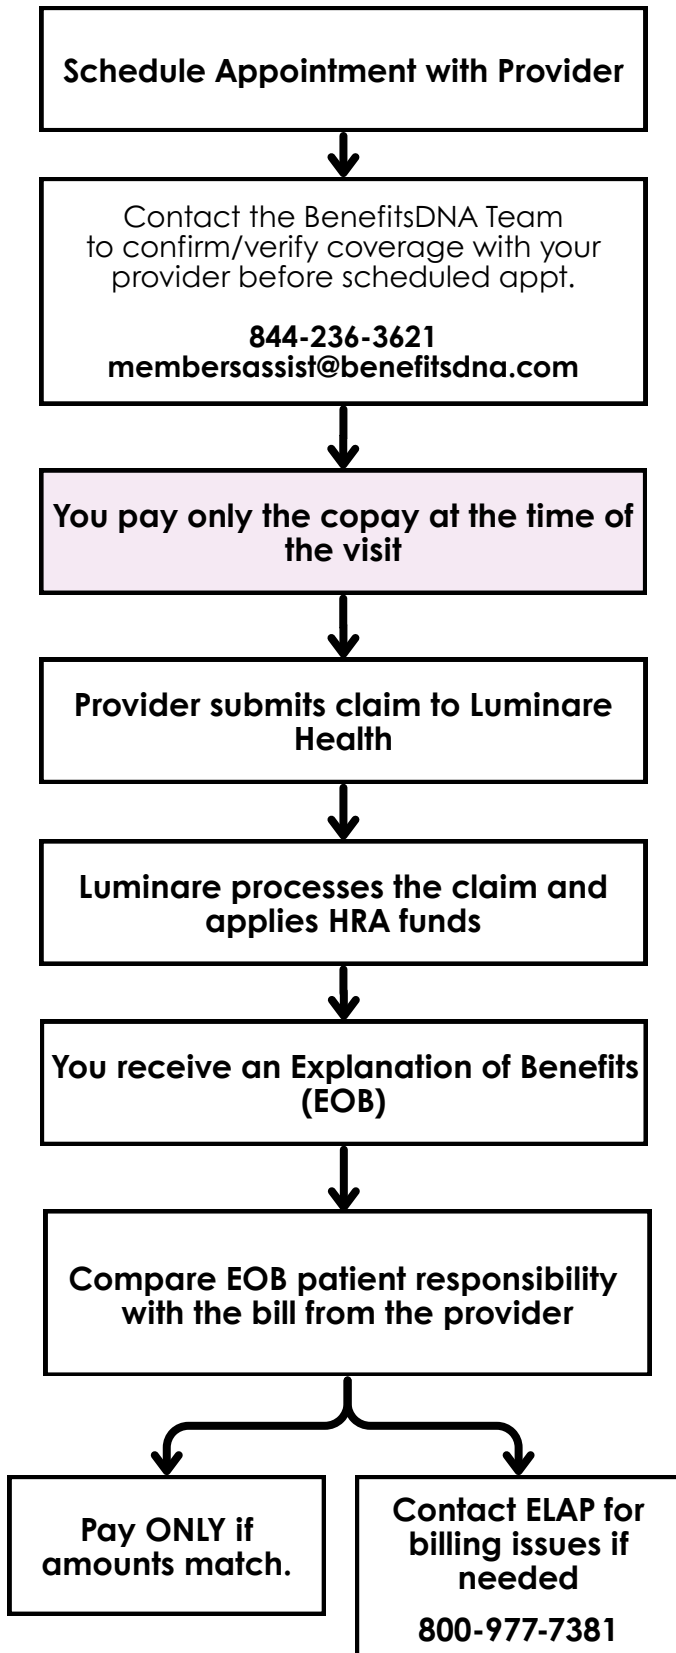 Schedule Appointment with Provider
Contact the BenefitsDNA Team
to confirm/verify coverage with your
provider before scheduled appt.
844-236-3621
membersassist@benefitsdna.com
You pay only the copay at the time of
the visit
Provider submits claim to Luminare
Health
Luminare processes the claim and
applies HRA funds
You receive an Explanation of Benefits
(EOB)
Compare EOB patient responsibility
with the bill from the provider
Pay ONLY if
amounts match.
Contact ELAP for
billing issues if
needed
800-977-7381